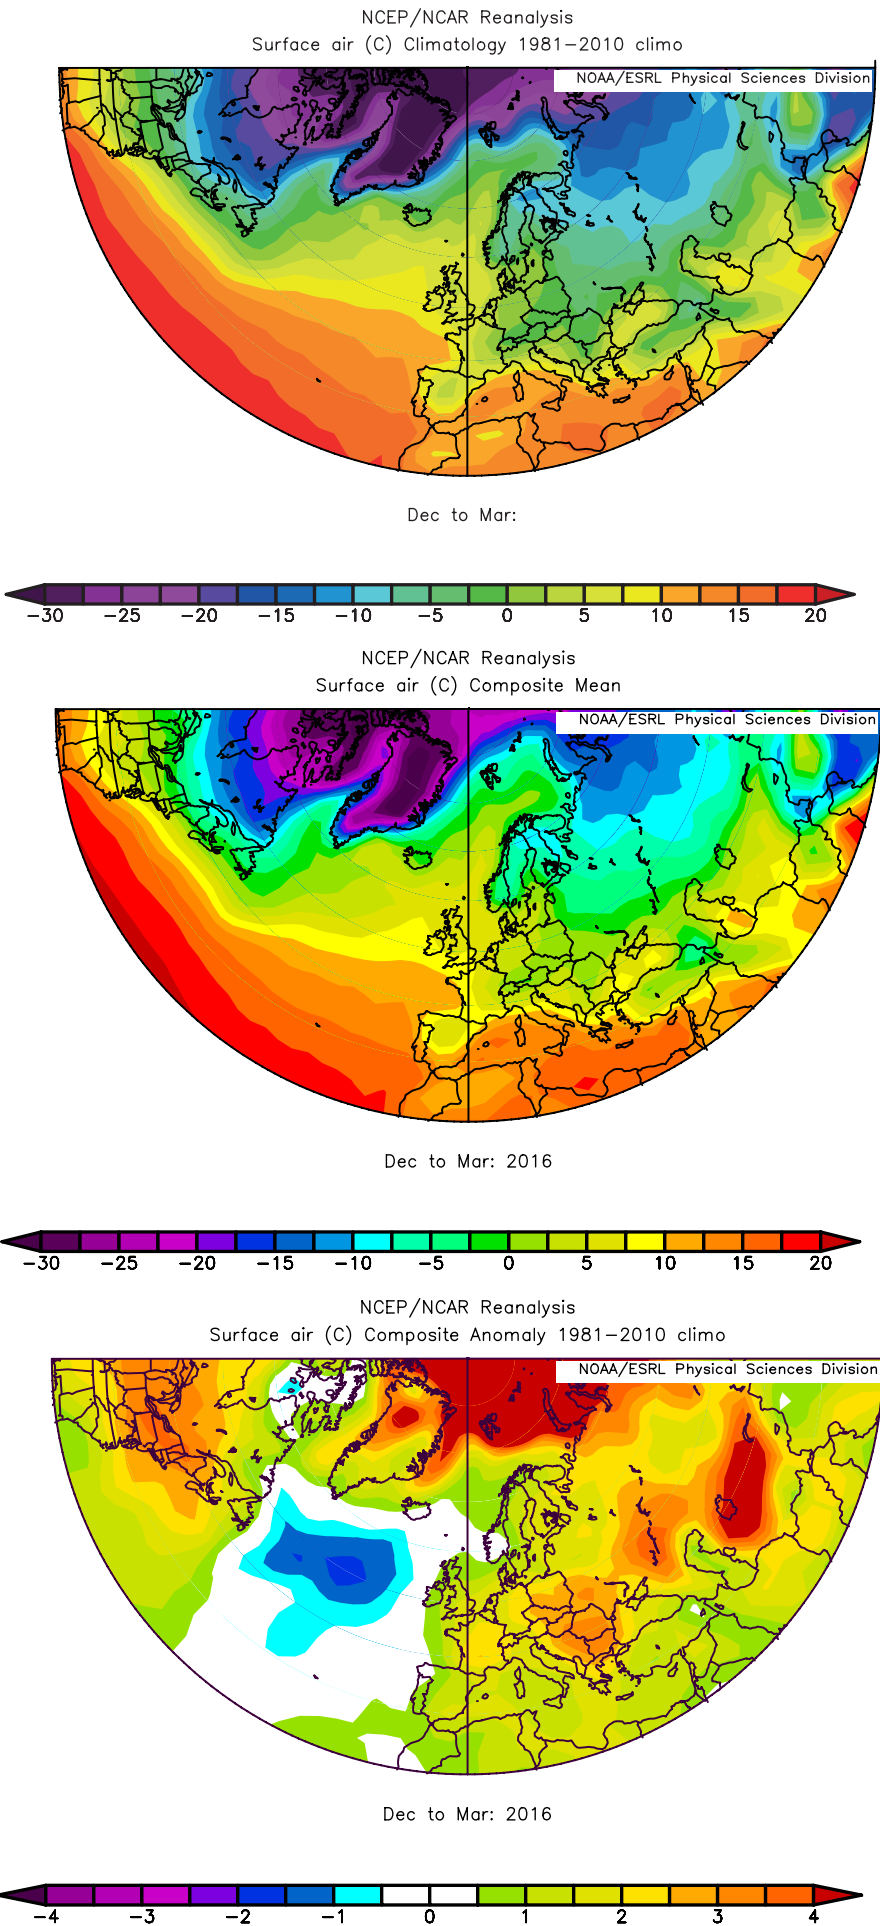 NCEP/NCAR Reanalysis
Surface air (C) Climatology 1981-2010 climo
NOAA/ESRL Physical Sciences Division
Dec to Mar:
-30 -25 -20 -15 -10 -5 0 5 10 15 20
NCEP/NCAR Reanalysis
Surface air (C) Composite Mean
NOAA/ESRL Physical Sciences Division
Dec to Mar: 2016
-30 -25 -20 -15 -10 -5 0 5 10 15 20
NCEP/NCAR Reanalysis
Surface air (C) Composite Anomaly 1981-2010 climo
NOAA/ESRL Physical Sciences Division
Dec to Mar: 2016
-4 -3 -2 -1 0 1 2 3 4